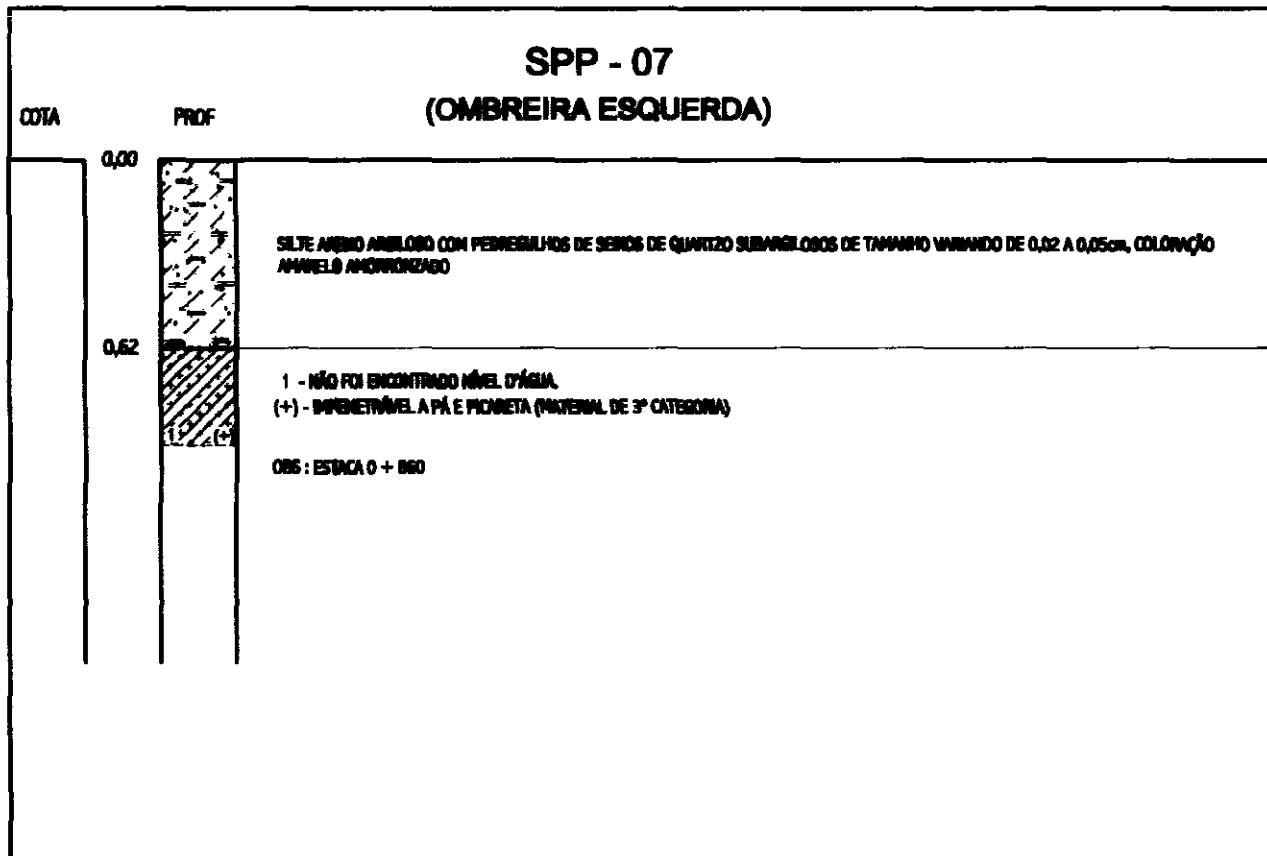 SPP - 07
(OMBREIRA ESQUERDA)
COTA PROF
0,00
SILTE ARENO ARGILOSO COM PEDREGULHOS DE SEIXOS DE QUARTZO DE TAMANHO VARIANDO DE 0,02 A 0,05cm, COLORAÇÃO
AMARELO AMORRONZADO
0,62
1 - NÃO FOI ENCONTRADO NÍVEL D'ÁGUA.
(+) - IMPENETRÁVEL A PÁ E PICARETA (MATERIAL DE 3ª CATEGORIA)
1 (+)
OBS : ESTACA 0 +